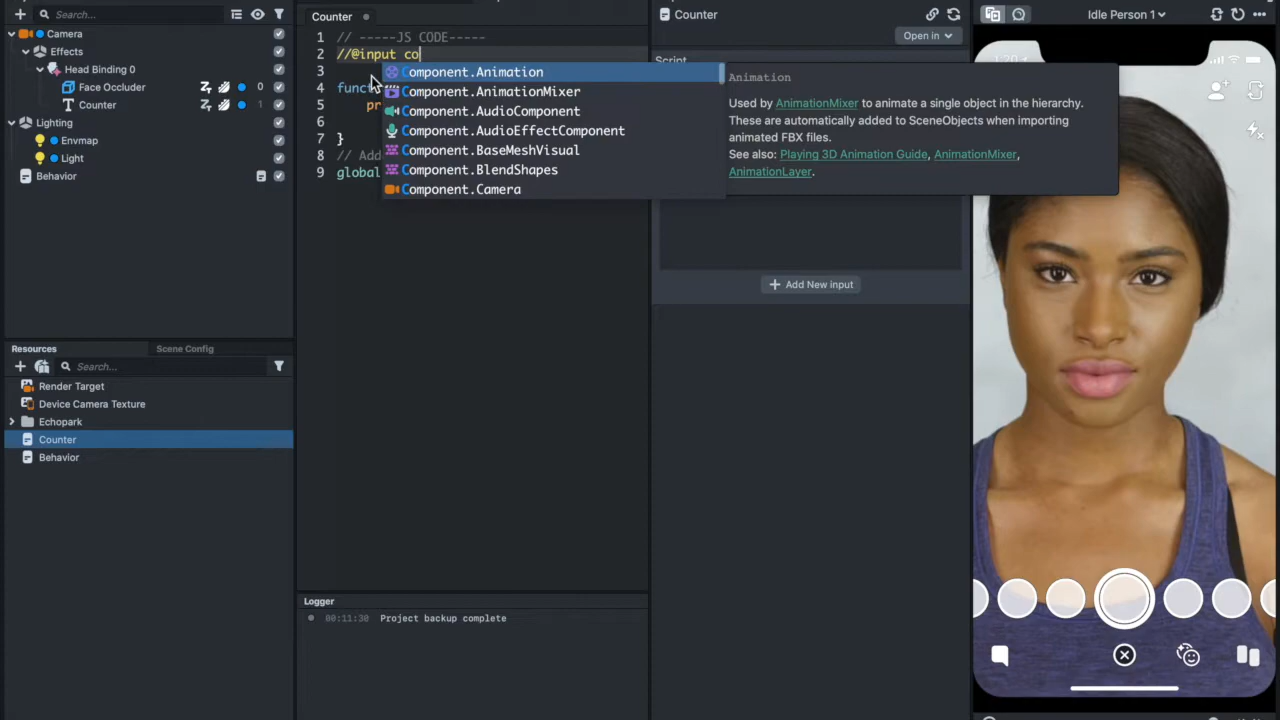 Search...
Camera
Effects
Head Binding 0
Face Occluder
0
Counter
1
Lighting
Envmap
Light
Behavior
Resources
Scene Config
Search...
Render Target
Device Camera Texture
Echopark
Counter
Behavior
Counter
1
// -----JS CODE-----
2
//@input co
3
4
funct
5
pr
6
7
}
8
// Add
9
global
Component.Animation
Component.AnimationMixer
Component.AudioComponent
Component.AudioEffectComponent
Component.BaseMeshVisual
Component.BlendShapes
Component.Camera
Animation
Used by AnimationMixer to animate a single object in the hierarchy.
These are automatically added to SceneObjects when importing
animated FBX files.
See also: Playing 3D Animation Guide, AnimationMixer,
AnimationLayer.
Logger
00:11:30 Project backup complete
Counter
Open in
Script
Add New input
Idle Person 1